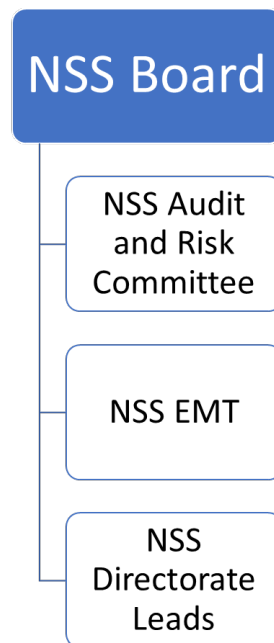 NSS Board
NSS Audit
and Risk
Committee
NSS EMT
NSS
Directorate
Leads